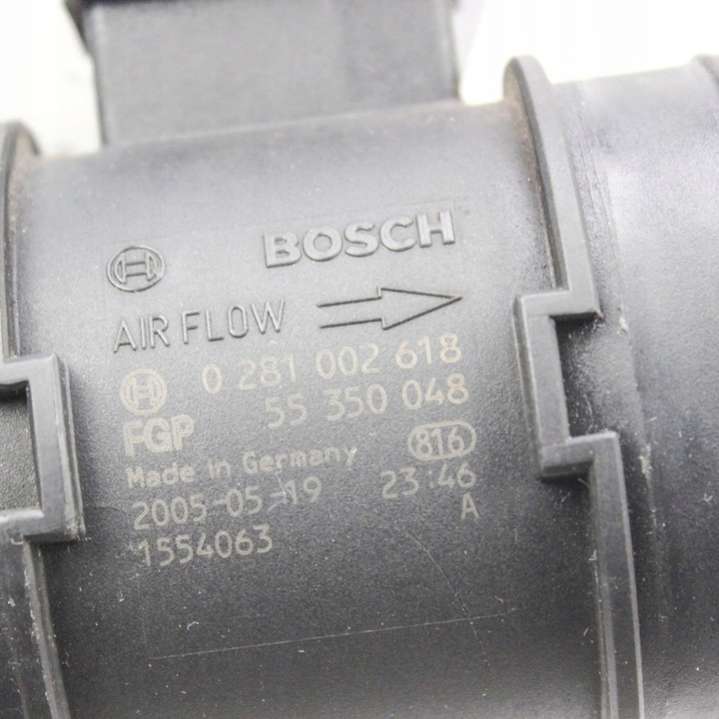 BOSCH
AIR FLOW
0 281 002 618
FGP 55 350 048
Made in Germany 816
2005-05-19 23:46
1554063 A